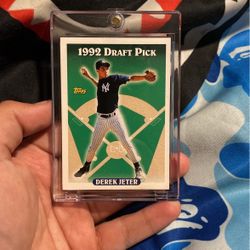 1992 DRAFT PICK
Topps
NY
DEREK JETER